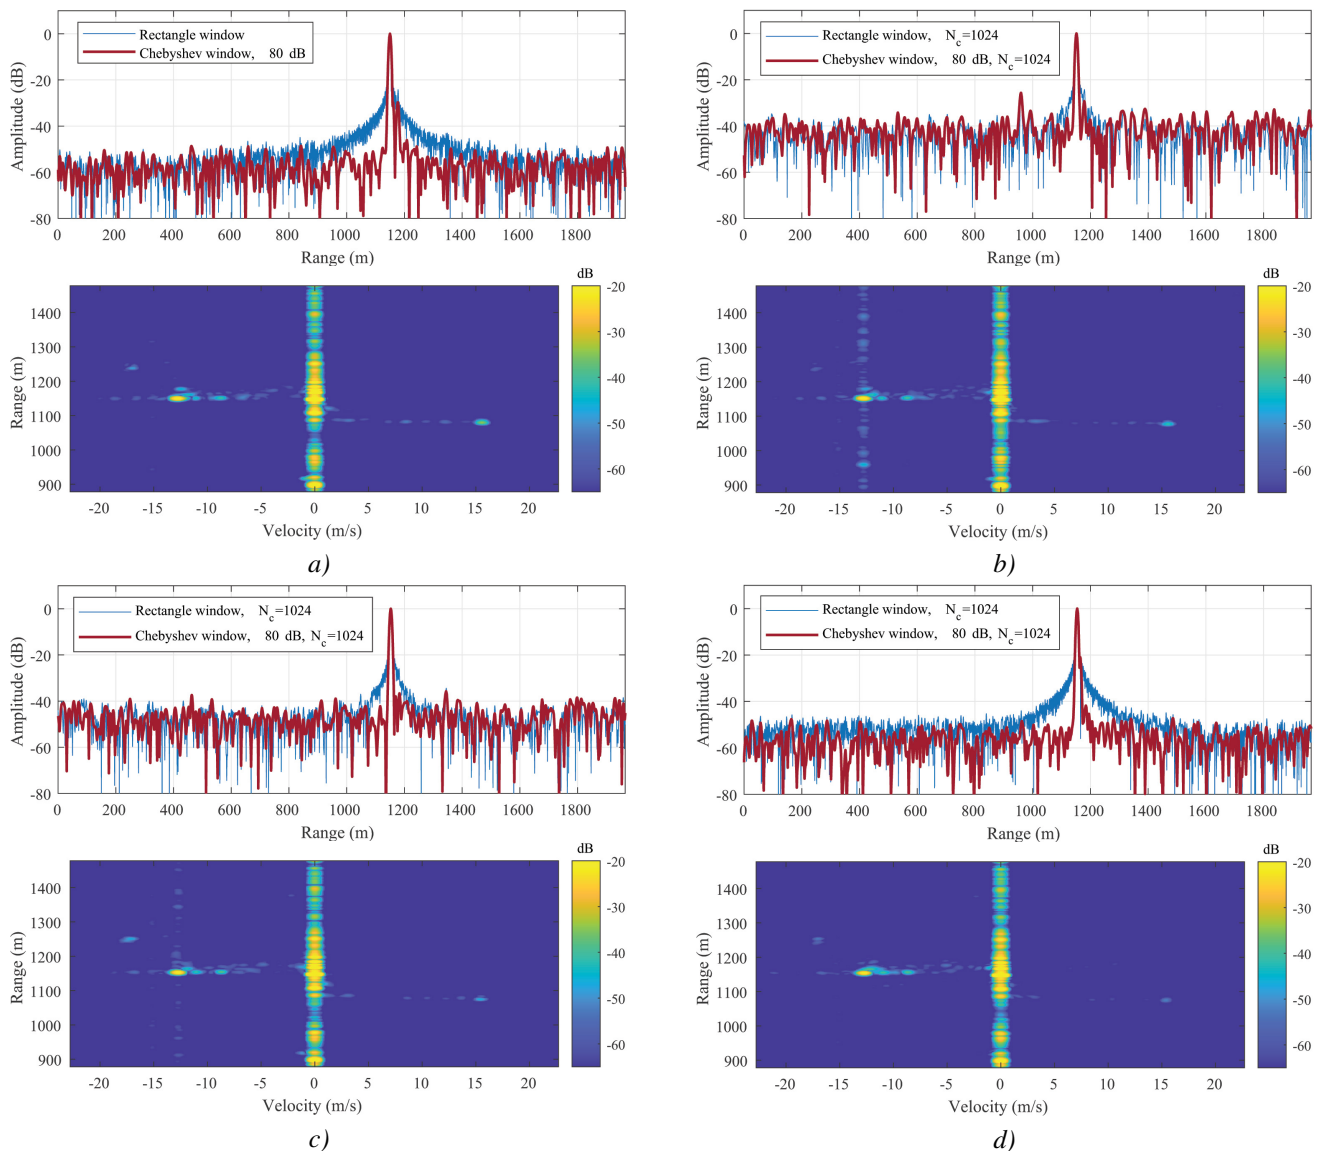 Rectangle window
Chebyshev window, 80 dB
Amplitude (dB)
0
-20
-40
-60
-80
0 200 400 600 800 1000 1200 1400 1600 1800
Range (m)
Rectangle window, N_c=1024
Chebyshev window, 80 dB, N_c=1024
Amplitude (dB)
0
-20
-40
-60
-80
0 200 400 600 800 1000 1200 1400 1600 1800
Range (m)
dB
Range (m)
1400
1300
1200
1100
1000
900
-20 -15 -10 -5 0 5 10 15 20
Velocity (m/s)
-20
-30
-40
-50
-60
a)
dB
Range (m)
1400
1300
1200
1100
1000
900
-20 -15 -10 -5 0 5 10 15 20
Velocity (m/s)
-20
-30
-40
-50
-60
b)
Rectangle window, N_c=1024
Chebyshev window, 80 dB, N_c=1024
Amplitude (dB)
0
-20
-40
-60
-80
0 200 400 600 800 1000 1200 1400 1600 1800
Range (m)
Rectangle window, N_c=1024
Chebyshev window, 80 dB, N_c=1024
Amplitude (dB)
0
-20
-40
-60
-80
0 200 400 600 800 1000 1200 1400 1600 1800
Range (m)
dB
Range (m)
1400
1300
1200
1100
1000
900
-20 -15 -10 -5 0 5 10 15 20
Velocity (m/s)
-20
-30
-40
-50
-60
c)
dB
Range (m)
1400
1300
1200
1100
1000
900
-20 -15 -10 -5 0 5 10 15 20
Velocity (m/s)
-20
-30
-40
-50
-60
d)